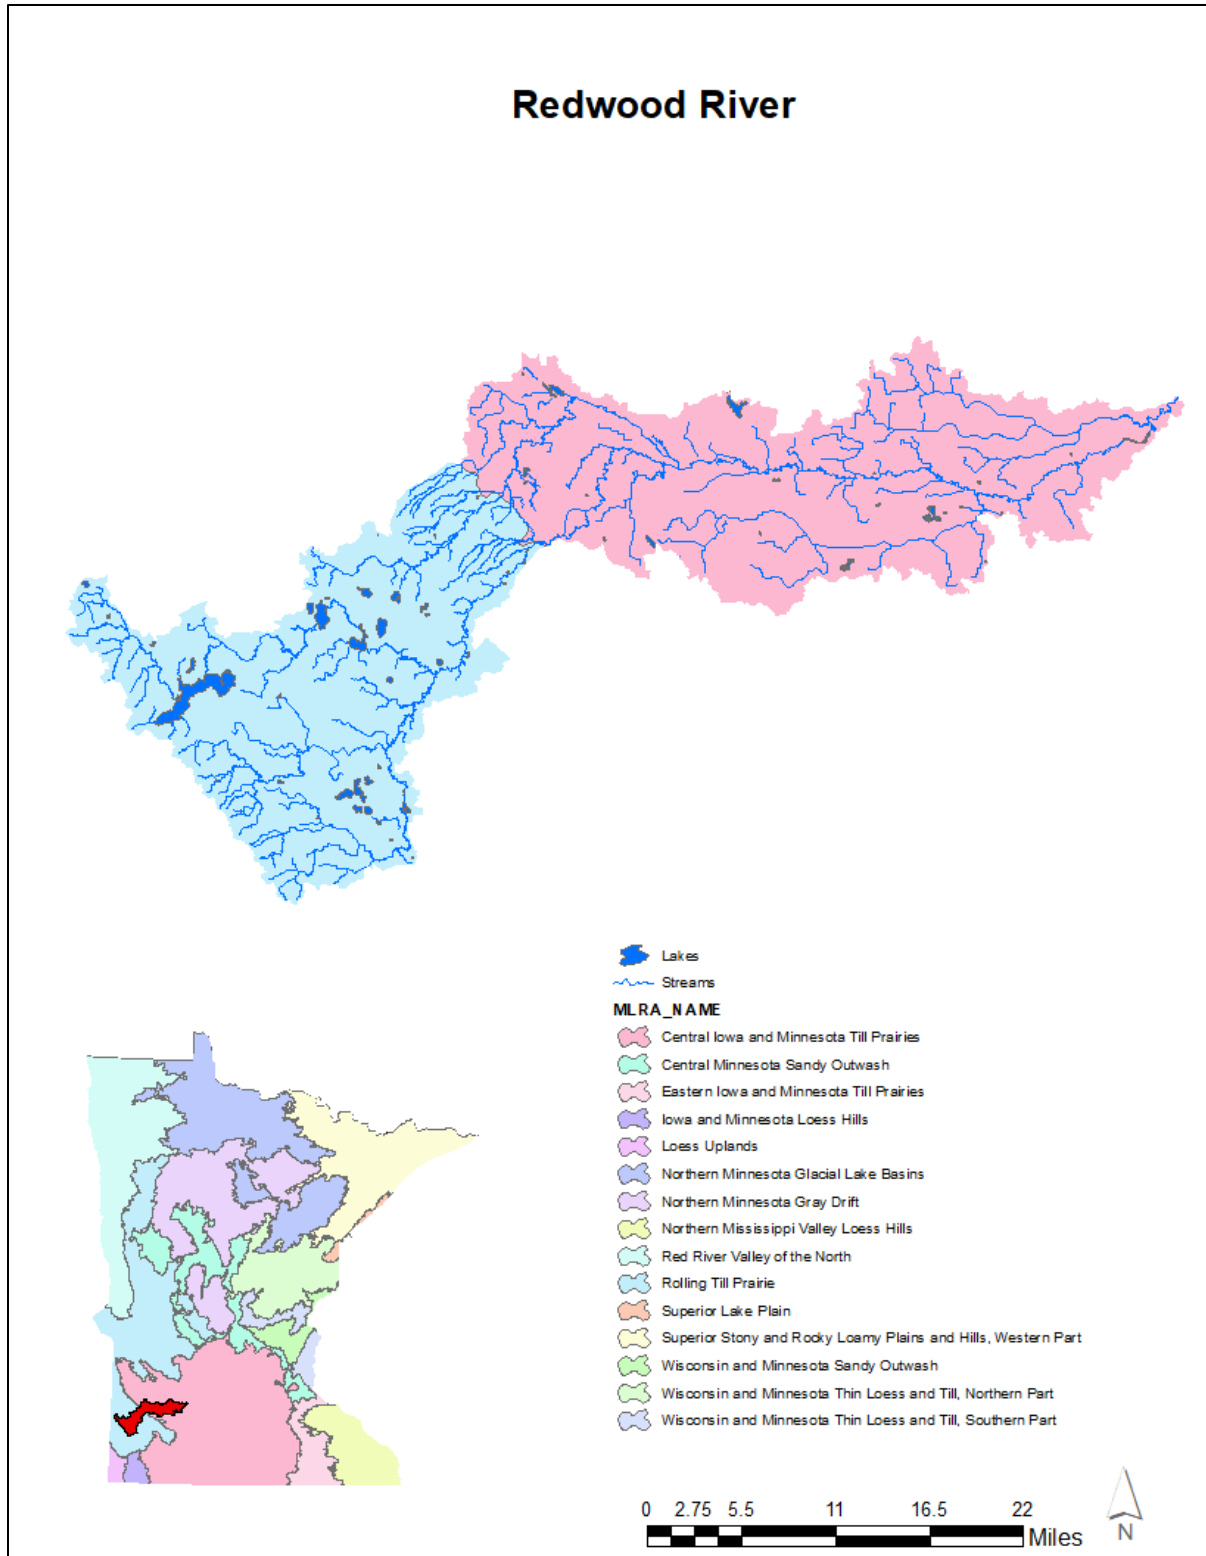 Redwood River
Lakes
Streams
MLRA_NAME
Central Iowa and Minnesota Till Prairies
Central Minnesota Sandy Outwash
Eastern Iowa and Minnesota Till Prairies
Iowa and Minnesota Loess Hills
Loess Uplands
Northern Minnesota Glacial Lake Basins
Northern Minnesota Gray Drift
Northern Mississippi Valley Loess Hills
Red River Valley of the North
Rolling Till Prairie
Superior Lake Plain
Superior Stony and Rocky Loamy Plains and Hills, Western Part
Wisconsin and Minnesota Sandy Outwash
Wisconsin and Minnesota Thin Loess and Till, Northern Part
Wisconsin and Minnesota Thin Loess and Till, Southern Part
0 2.75 5.5 11 16.5 22
Miles
N